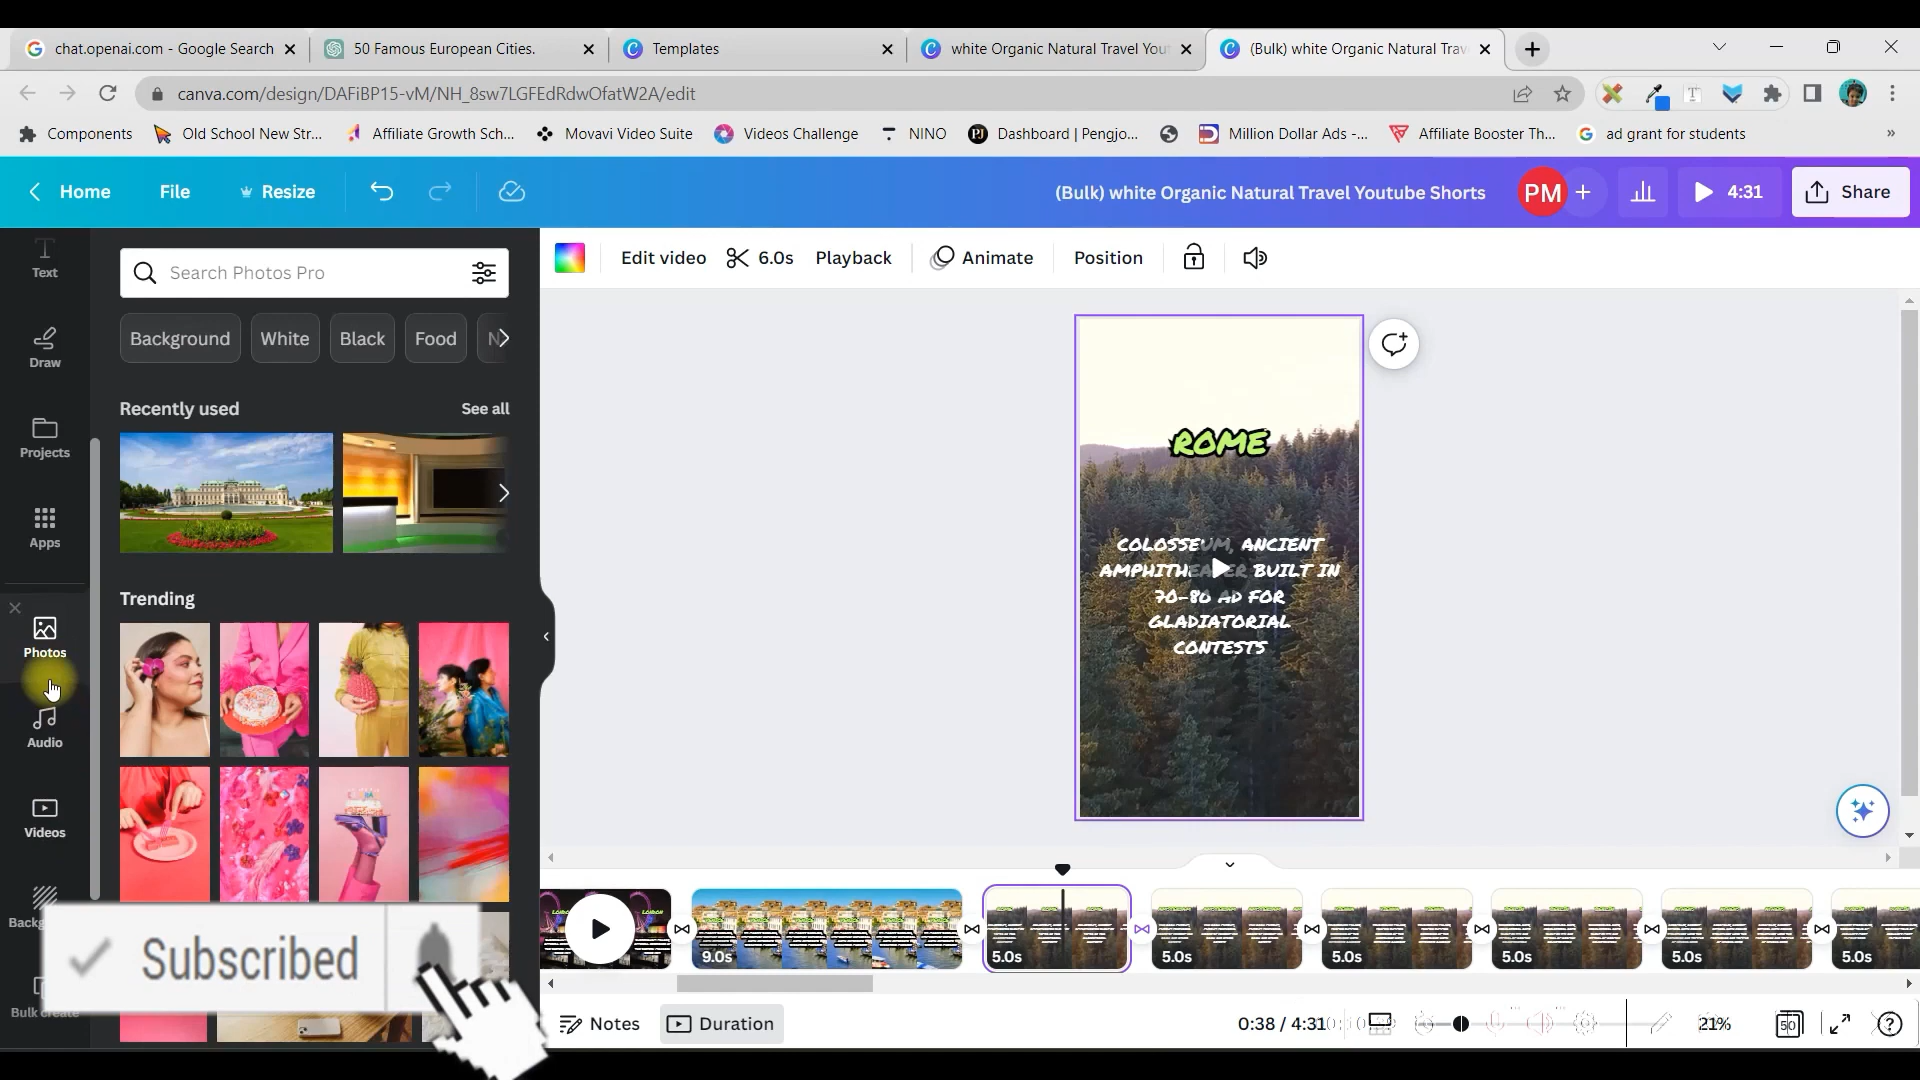 chat.openai.com - Google Search
50 Famous European Cities.
Templates
white Organic Natural Travel You
(Bulk) white Organic Natural Trav
canva.com/design/DAFiBP15-vM/NH_8sw7LGFEdRdwOfatW2A/edit
Components
Old School New Str...
Affiliate Growth Sch...
Movavi Video Suite
Videos Challenge
NINO
Dashboard | Pengjo...
Million Dollar Ads -...
Affiliate Booster Th...
ad grant for students
Home
File
Resize
(Bulk) white Organic Natural Travel Youtube Shorts
PM
4:31
Share
Text
Draw
Projects
Apps
Photos
Audio
Videos
Search Photos Pro
Background
White
Black
Food
N
Recently used
See all
Trending
Edit video
6.0s
Playback
Animate
Position
ROME
COLOSSEUM, ANCIENT
AMPHITHEATER BUILT IN
70-80 AD FOR
GLADIATORIAL
CONTESTS
9.0s
5.0s
5.0s
5.0s
5.0s
5.0s
5.0s
Subscribed
Bulk create
Notes
Duration
0:38 / 4:31
21%
50